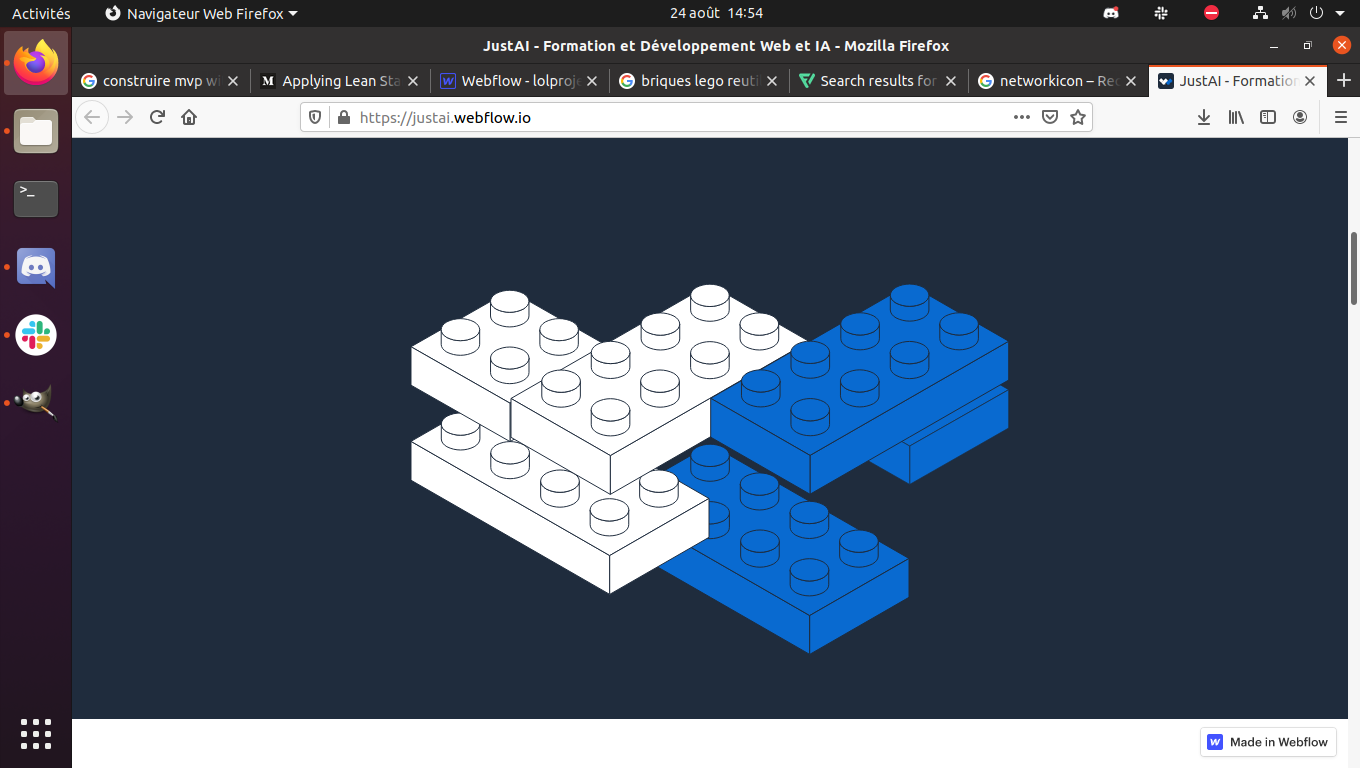 Activités
Navigateur Web Firefox
24 août 14:54
JustAI - Formation et Développement Web et IA - Mozilla Firefox
construire mvp wi
Applying Lean Sta
Webflow - lolproje
briques lego reuti
Search results for
networkicon – Rec
JustAI - Formation
https://justai.webflow.io
>_
W Made in Webflow